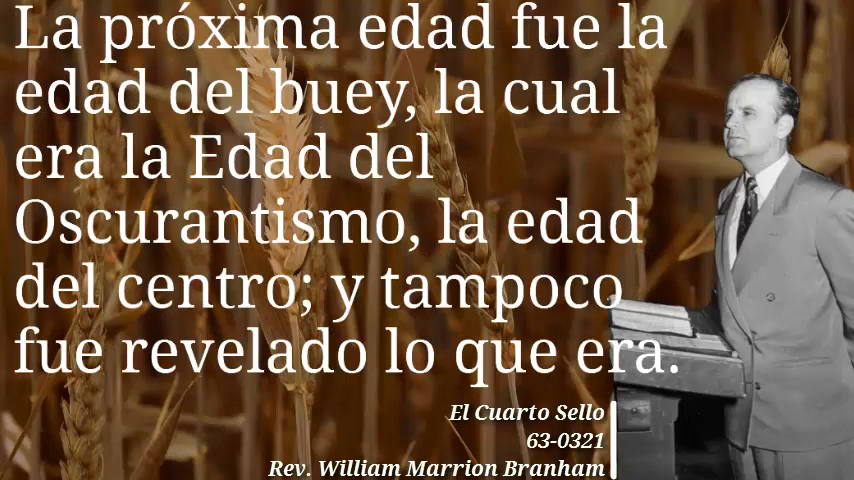 La próxima edad fue la
edad del buey, la cual
era la Edad del
Oscurantismo, la edad
del centro; y tampoco
fue revelado lo que era.
El Cuarto Sello
63-0321
Rev. William Marrion Branham